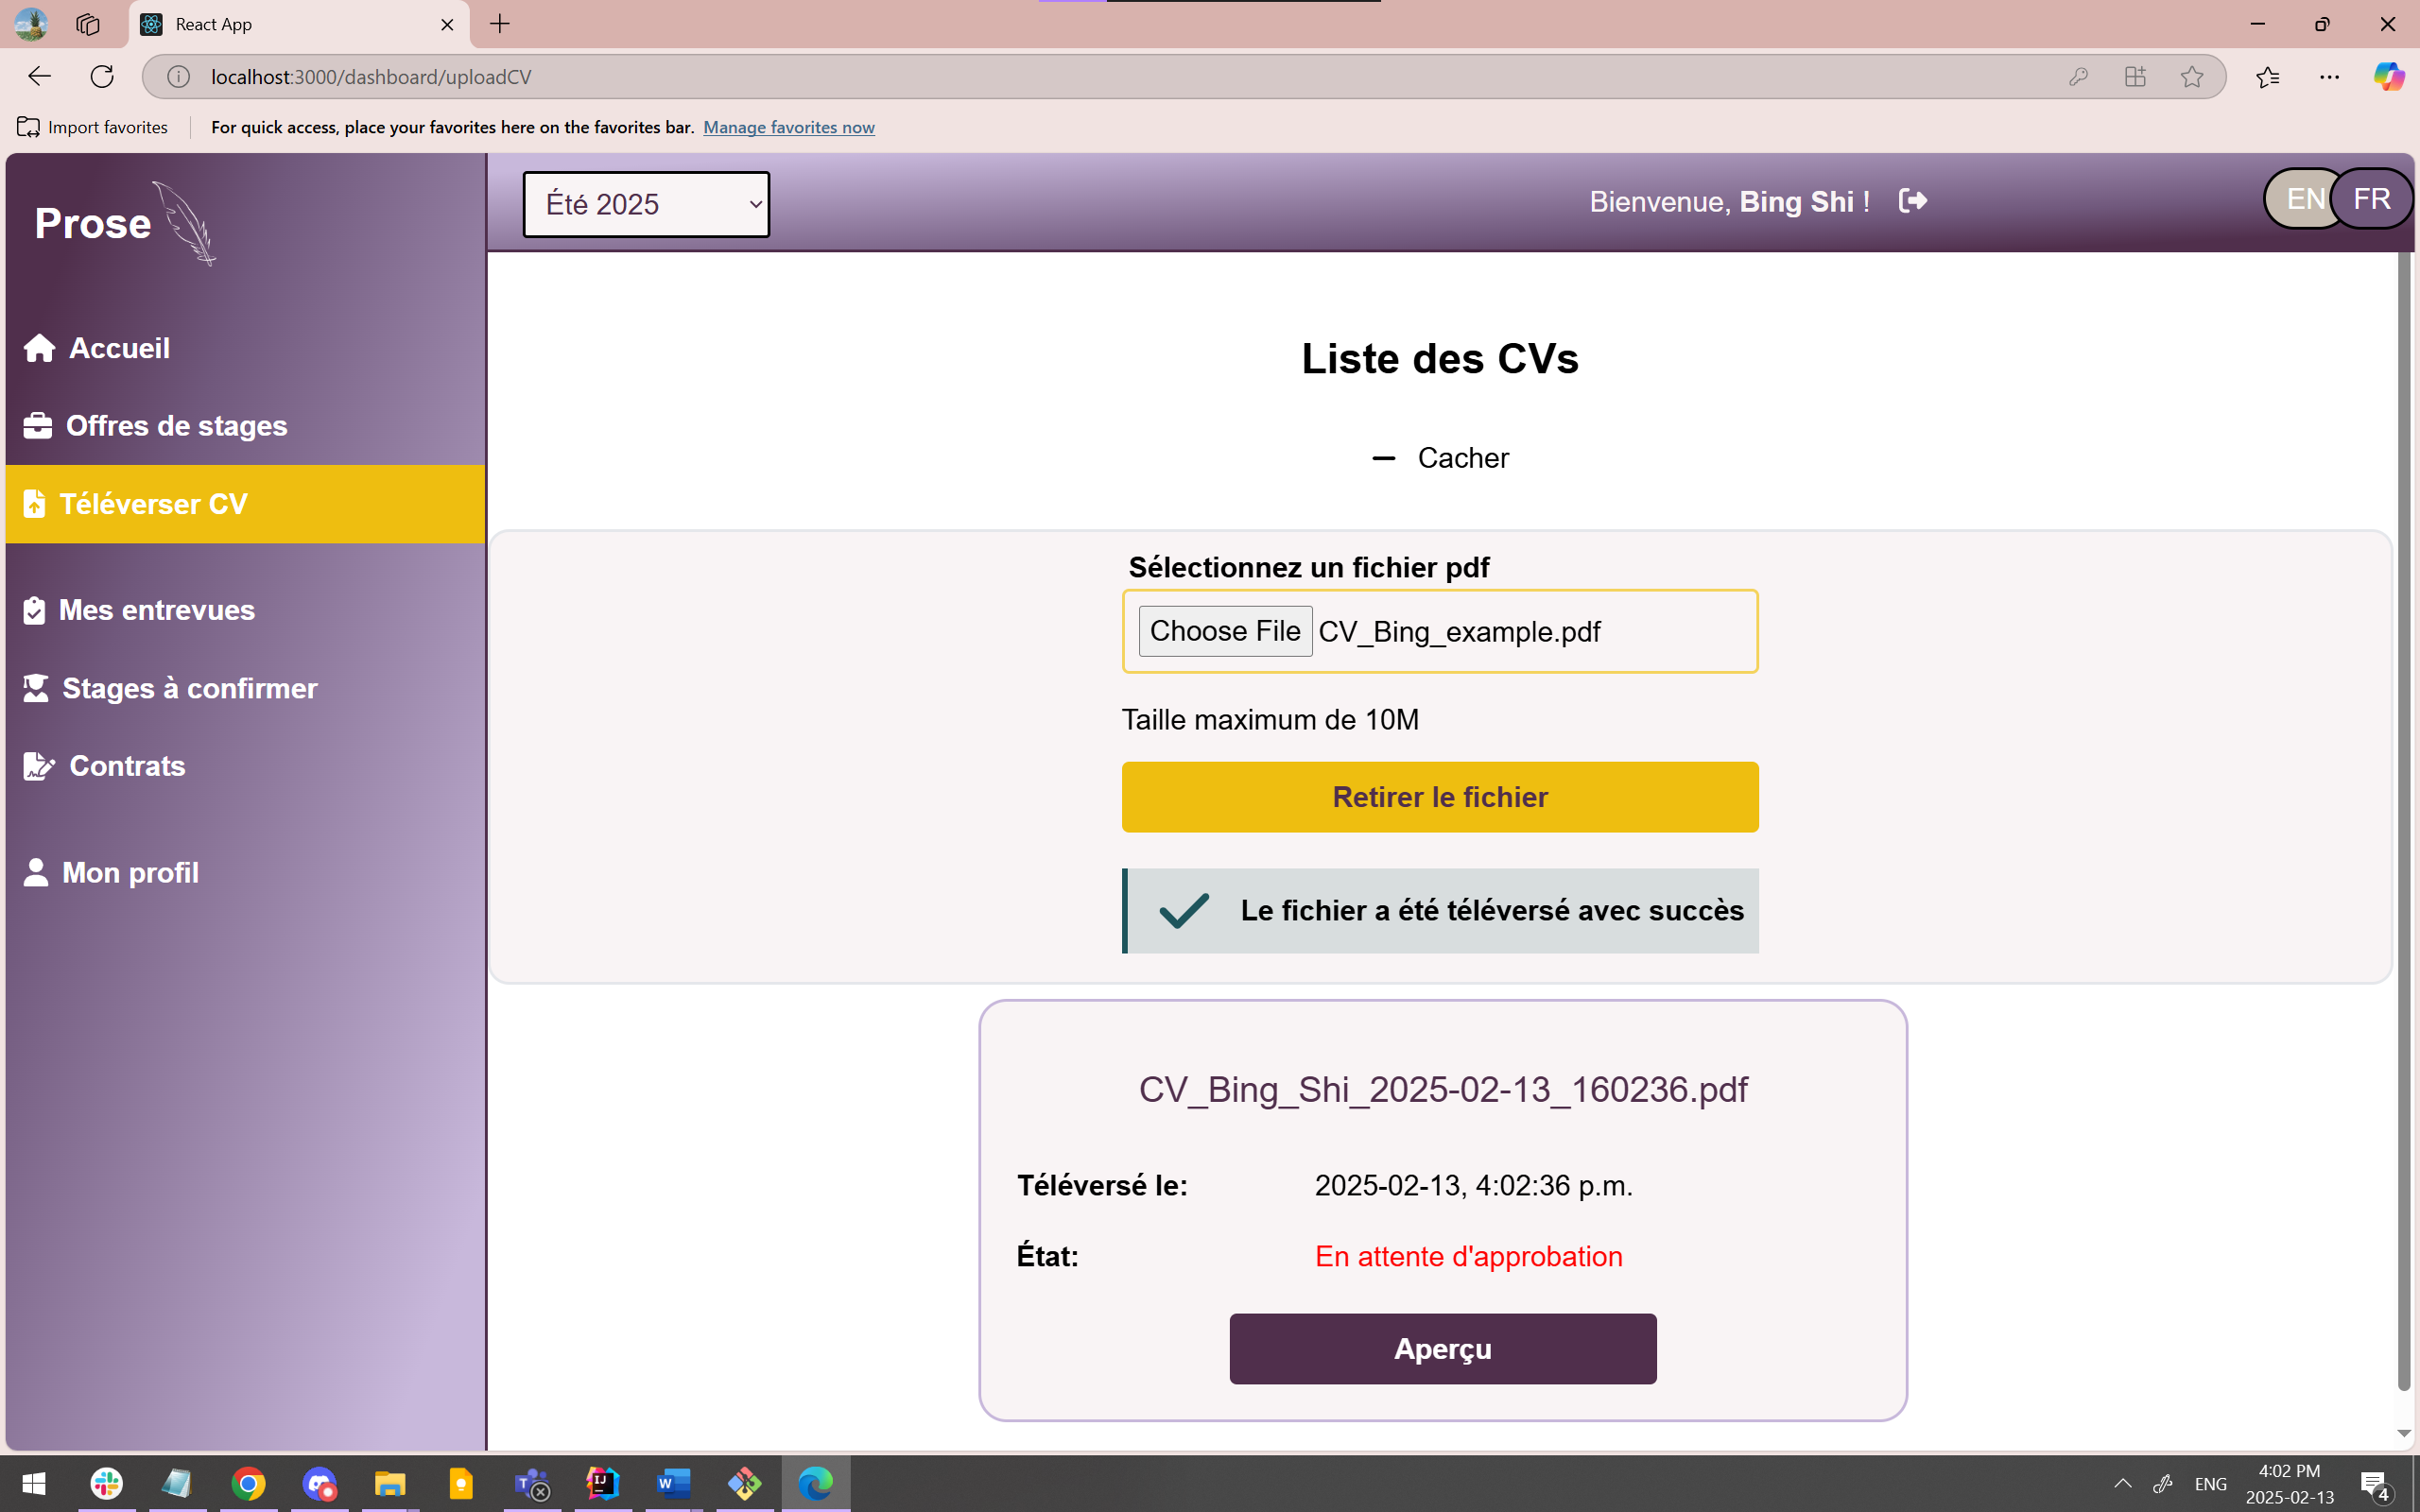 React App
localhost:3000/dashboard/uploadCV
Import favorites
For quick access, place your favorites here on the favorites bar. Manage favorites now
Prose
Été 2025
Bienvenue, Bing Shi !
EN
FR
Accueil
Offres de stages
Téléverser CV
Mes entrevues
Stages à confirmer
Contrats
Mon profil
Liste des CVs
Cacher
Sélectionnez un fichier pdf
Choose File CV_Bing_example.pdf
Taille maximum de 10M
Retirer le fichier
Le fichier a été téléversé avec succès
CV_Bing_Shi_2025-02-13_160236.pdf
Téléversé le: 2025-02-13, 4:02:36 p.m.
État: En attente d'approbation
Aperçu
ENG
4:02 PM
2025-02-13
4